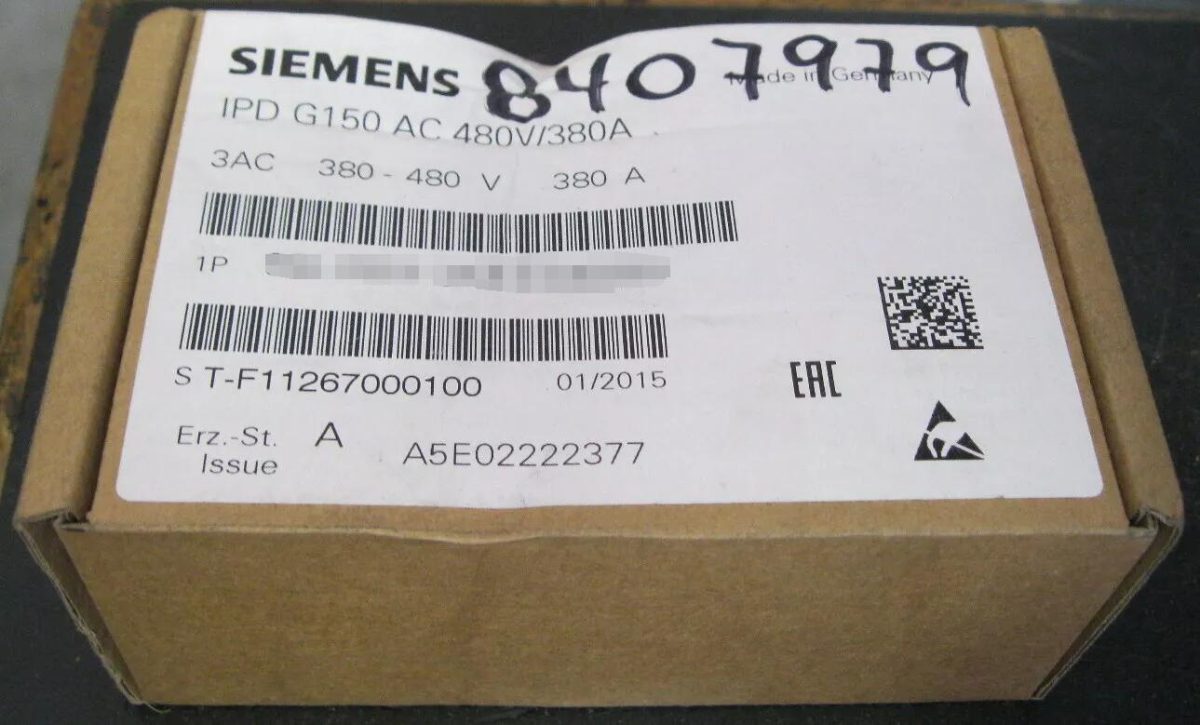 SIEMENS 8407979 Made in Germany
IPD G150 AC 480V/380A
3AC 380 - 480 V 380 A
1P
S T-F11267000100 01/2015
EAC
Erz.-St. A A5E02222377
Issue